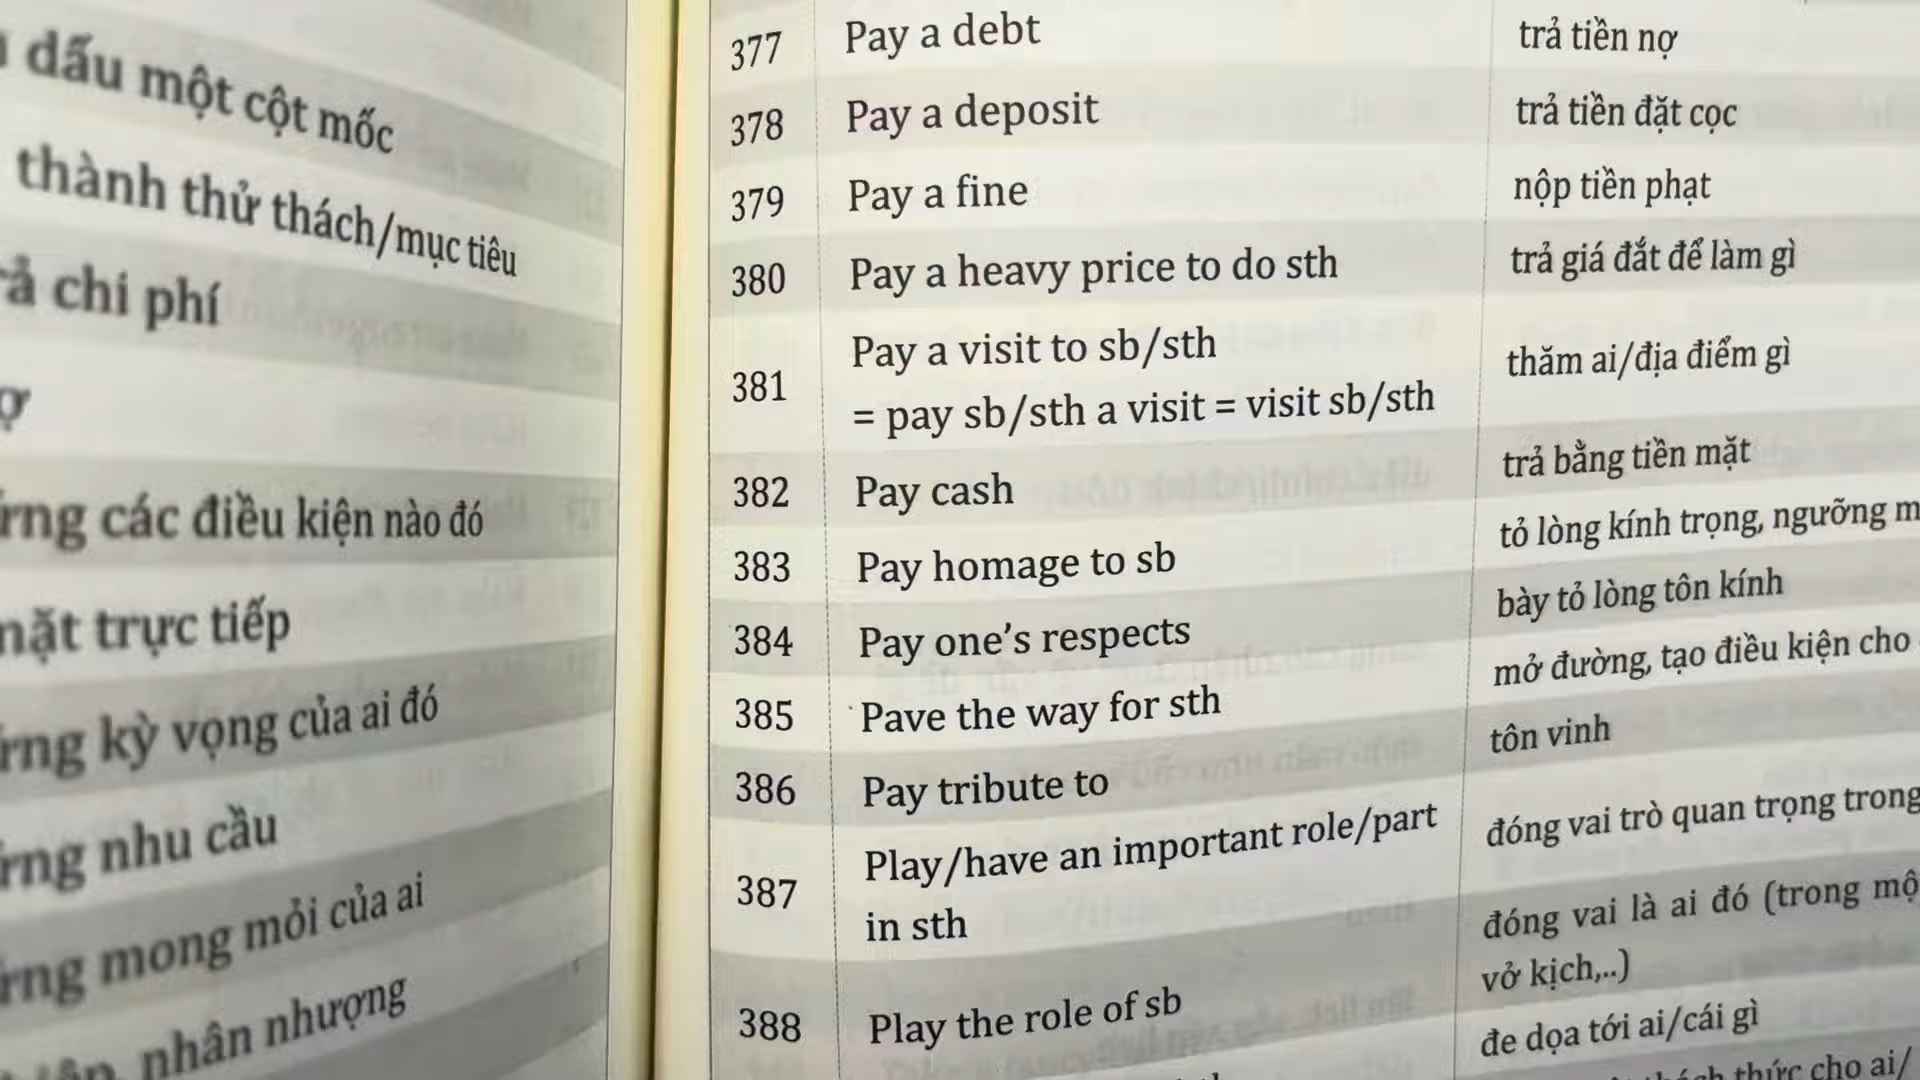 dấu một cột mốc
thành thử thách/mục tiêu
chi phí
các điều kiện nào đó
trực tiếp
kỳ vọng của ai đó
nhu cầu
mong mỏi của ai
nhân nhượng
377 Pay a debt trả tiền nợ
378 Pay a deposit trả tiền đặt cọc
379 Pay a fine nộp tiền phạt
380 Pay a heavy price to do sth trả giá đắt để làm gì
381 Pay a visit to sb/sth thăm ai/địa điểm gì
= pay sb/sth a visit = visit sb/sth
382 Pay cash trả bằng tiền mặt
383 Pay homage to sb tỏ lòng kính trọng, ngưỡng
384 Pay one's respects bày tỏ lòng tôn kính
385 Pave the way for sth mở đường, tạo điều kiện cho
386 Pay tribute to tôn vinh
387 Play/have an important role/part đóng vai trò quan trọng trong
in sth
388 Play the role of sb đóng vai là ai đó (trong
vở kịch,..)
đe dọa tới ai/cái gì
thức cho ai/